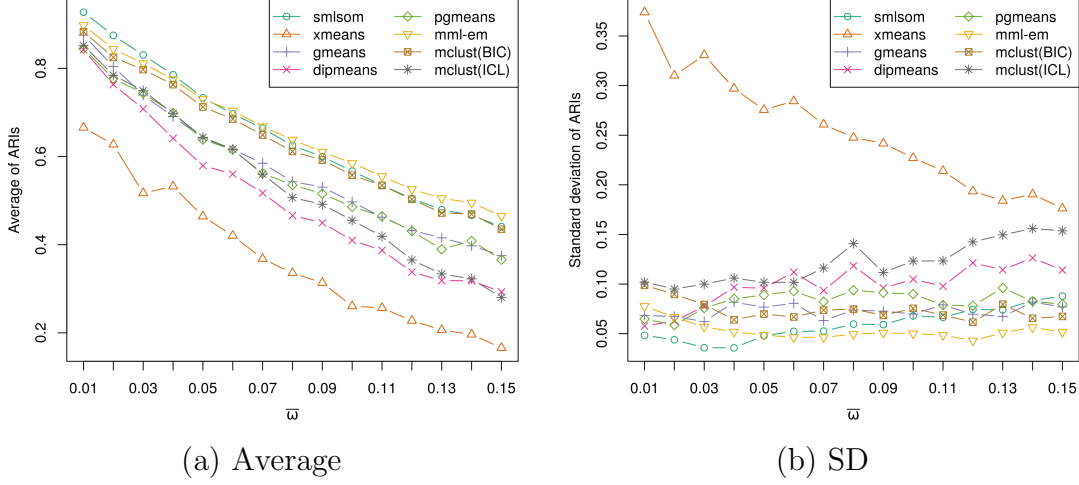 smlsom
xmeans
gmeans
dipmeans
pgmeans
mml-em
mclust(BIC)
mclust(ICL)
Average of ARIs
0.8
0.6
0.4
0.2
0.01 0.03 0.05 0.07 0.09 0.11 0.13 0.15
ω̅
(a) Average
smlsom
xmeans
gmeans
dipmeans
pgmeans
mml-em
mclust(BIC)
mclust(ICL)
Standard deviation of ARIs
0.35
0.30
0.25
0.20
0.15
0.10
0.05
0.01 0.03 0.05 0.07 0.09 0.11 0.13 0.15
ω̅
(b) SD